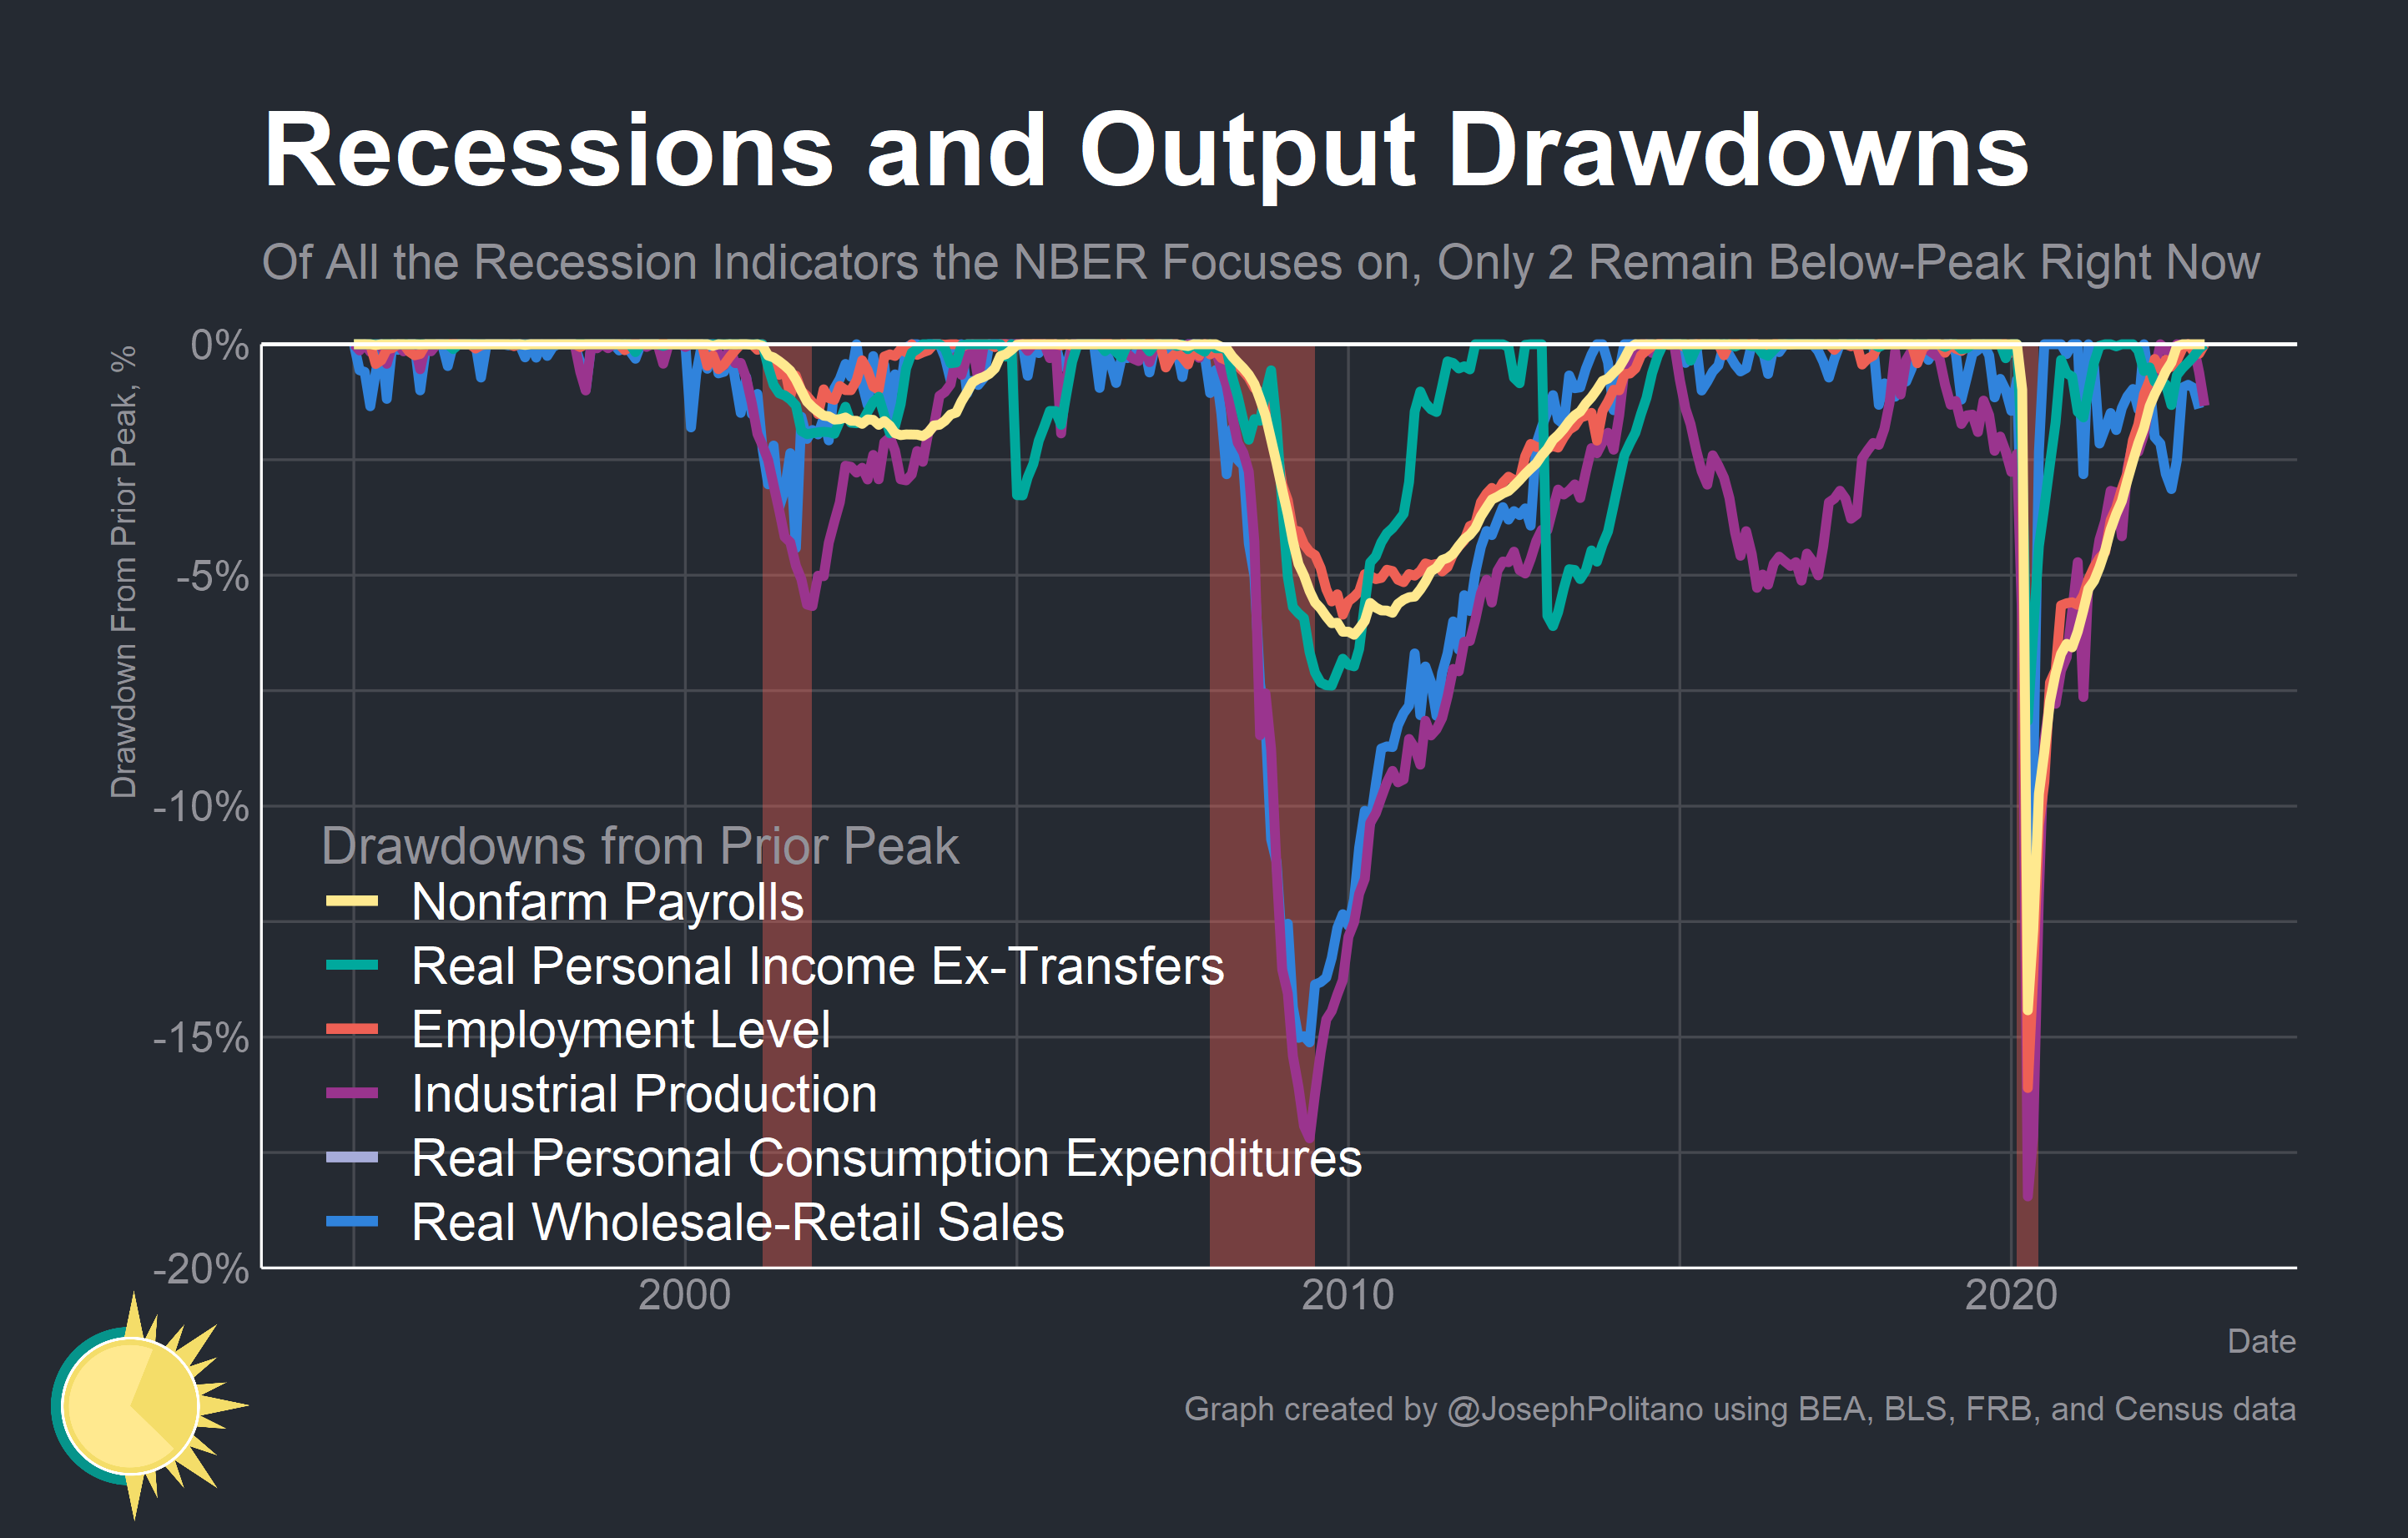 Recessions and Output Drawdowns
Of All the Recession Indicators the NBER Focuses on, Only 2 Remain Below-Peak Right Now
Drawdown From Prior Peak, %
0%
-5%
-10%
-15%
-20%
Drawdowns from Prior Peak
Nonfarm Payrolls
Real Personal Income Ex-Transfers
Employment Level
Industrial Production
Real Personal Consumption Expenditures
Real Wholesale-Retail Sales
2000
2010
2020
Date
Graph created by @JosephPolitano using BEA, BLS, FRB, and Census data